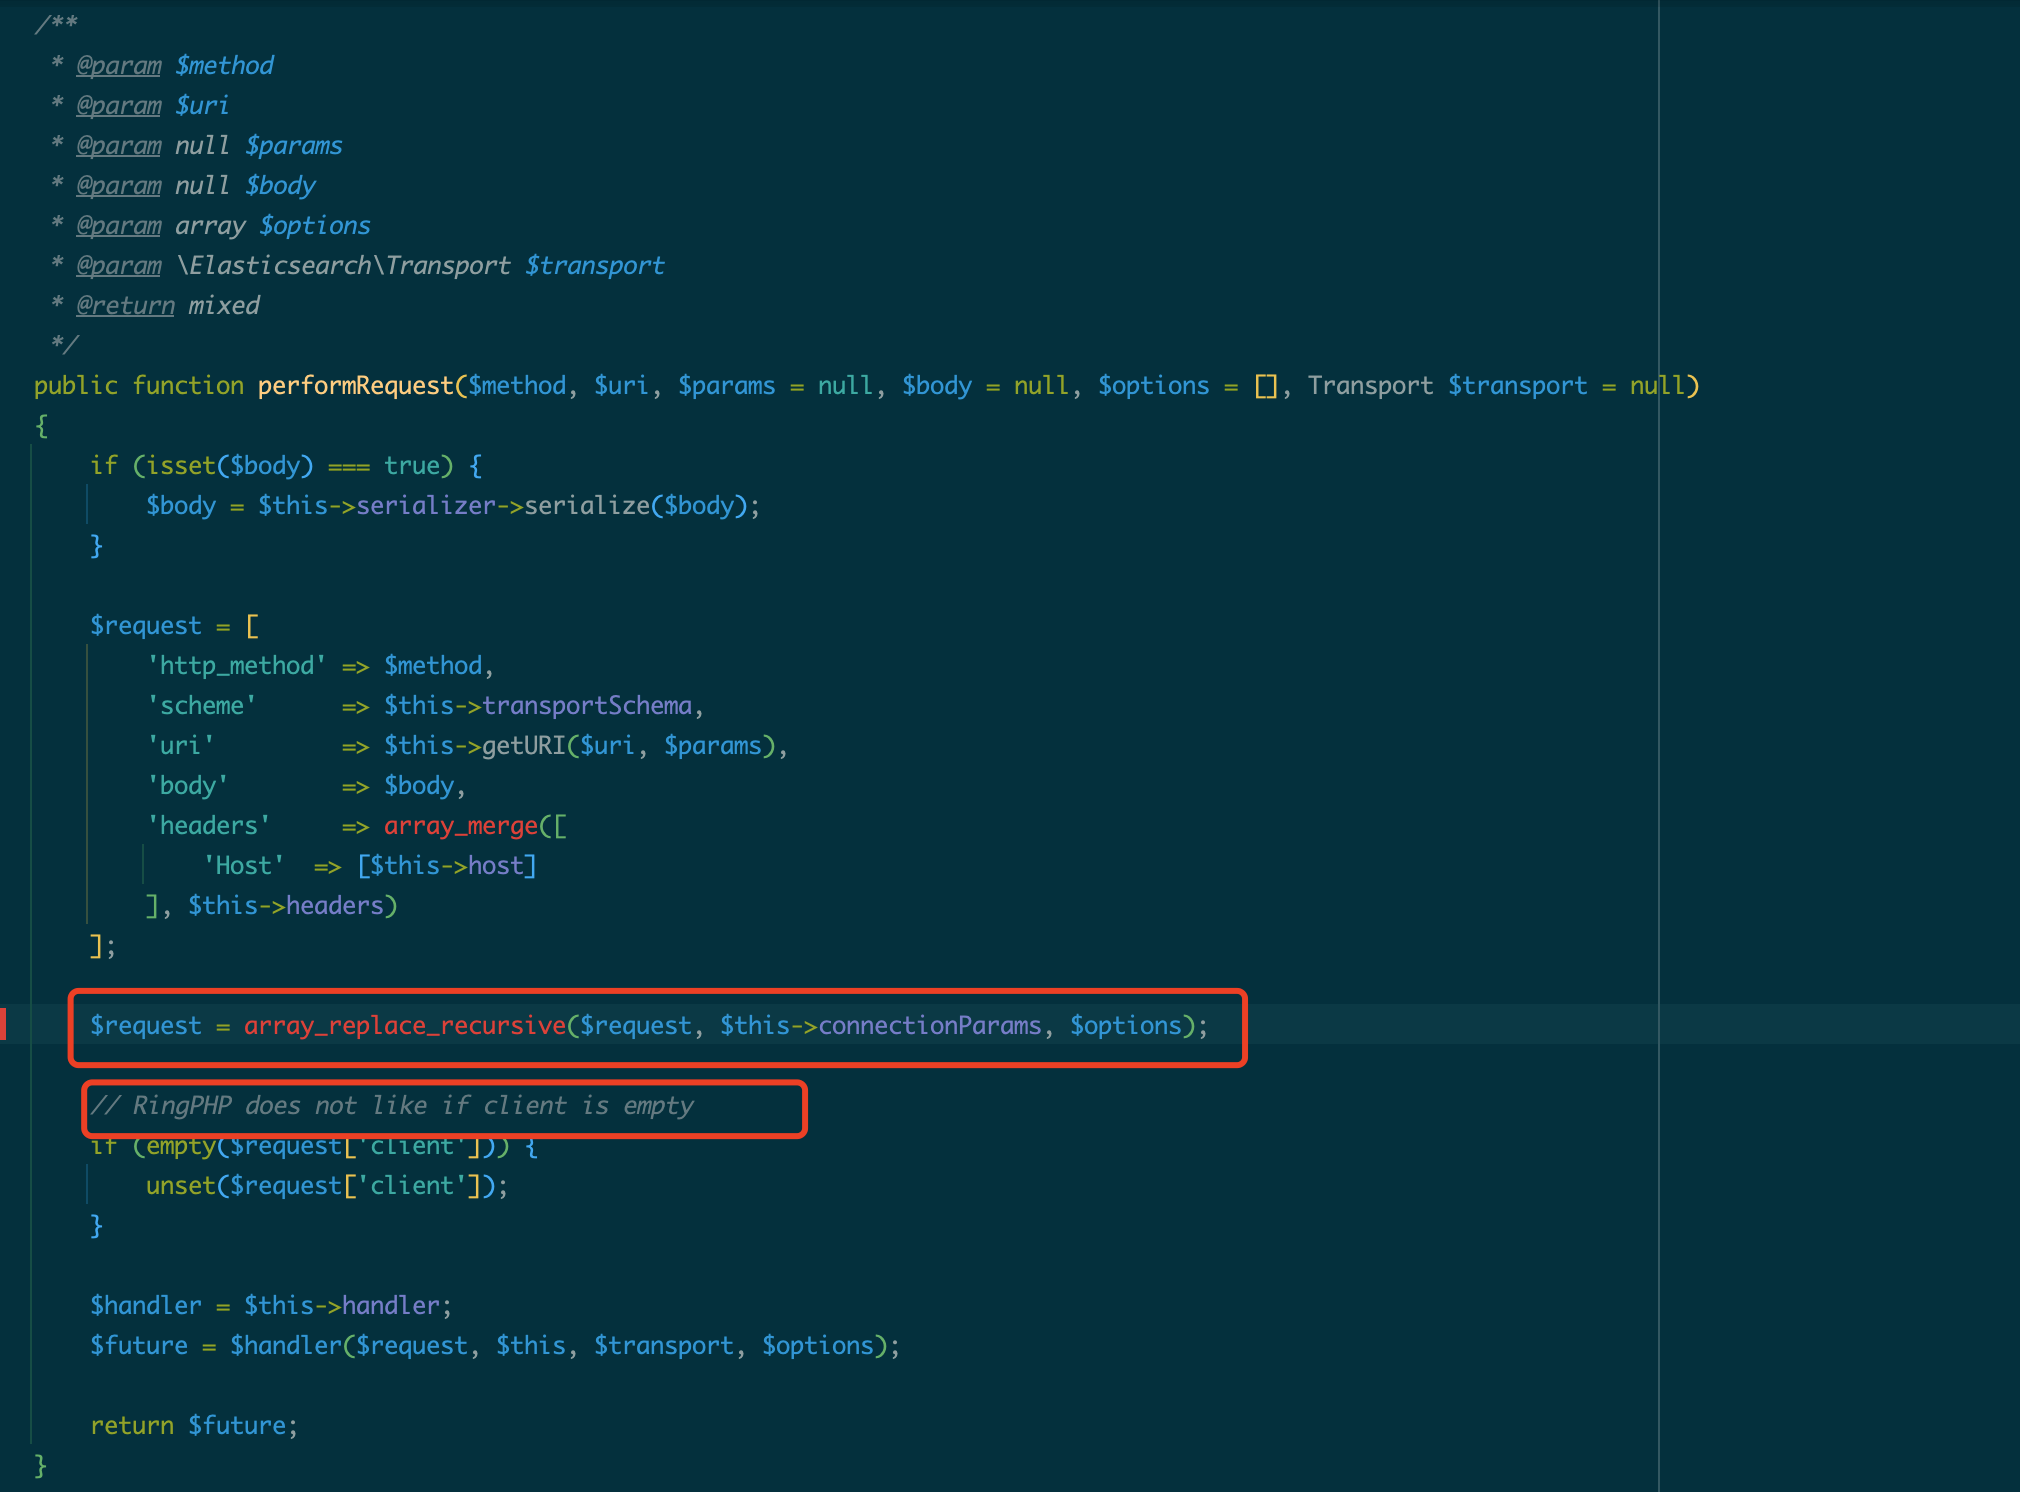 /**
 * @param $method
 * @param $uri
 * @param null $params
 * @param null $body
 * @param array $options
 * @param \Elasticsearch\Transport $transport
 * @return mixed
 */
public function performRequest($method, $uri, $params = null, $body = null, $options = [], Transport $transport = null)
{
    if (isset($body) === true) {
        $body = $this->serializer->serialize($body);
    }
    $request = [
        'http_method' => $method,
        'scheme'      => $this->transportSchema,
        'uri'         => $this->getURI($uri, $params),
        'body'        => $body,
        'headers'     => array_merge([
            'Host'  => [$this->host]
        ], $this->headers)
    ];
    $request = array_replace_recursive($request, $this->connectionParams, $options);
    // RingPHP does not like if client is empty
    if (empty($request['client'])) {
        unset($request['client']);
    }
    $handler = $this->handler;
    $future = $handler($request, $this, $transport, $options);
    return $future;
}